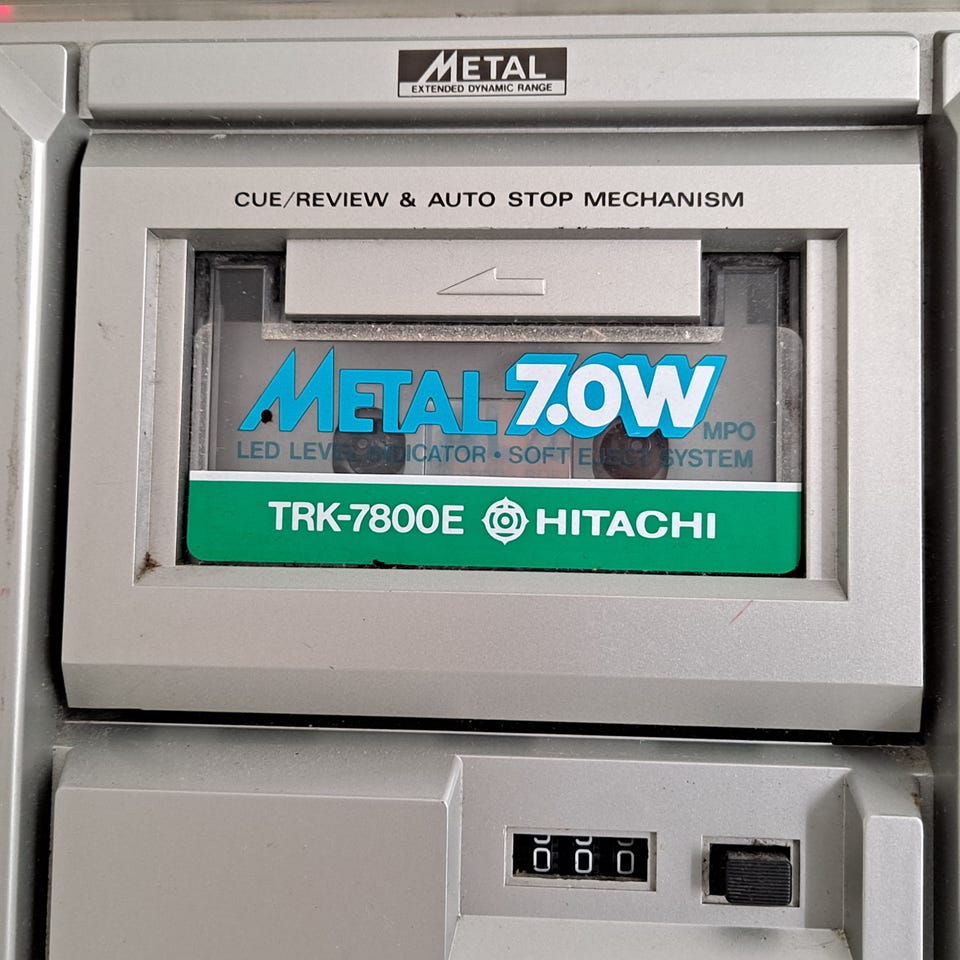 METAL
EXTENDED DYNAMIC RANGE
CUE/REVIEW & AUTO STOP MECHANISM
METAL 7.0W
MPO
LED LEVEL INDICATOR • SOFT EJECT SYSTEM
TRK-7800E HITACHI
000